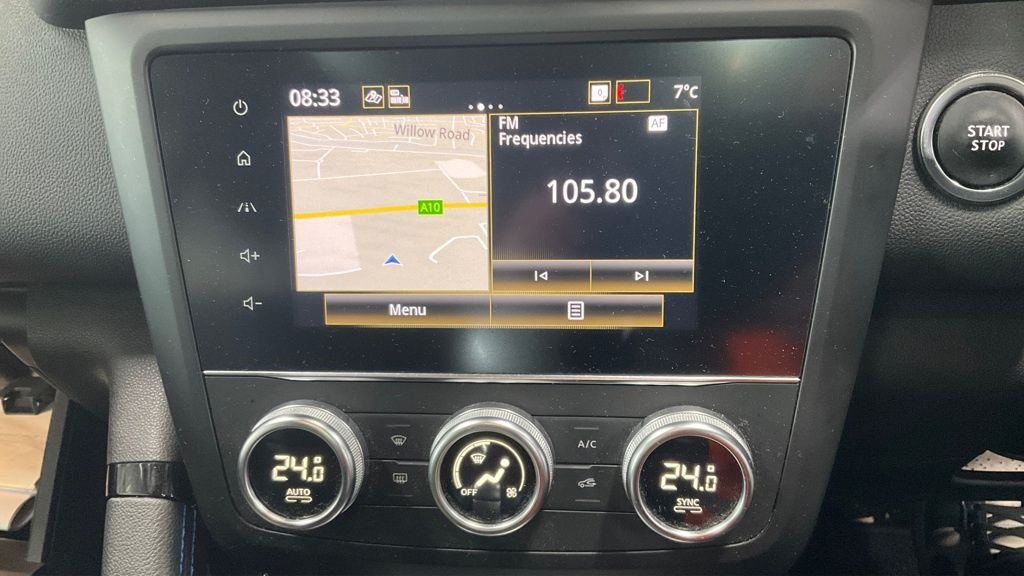 08:33
0
7°C
Willow Road
A10
FM
Frequencies
AF
105.80
Menu
START
STOP
24.0
AUTO
OFF
A/C
24.0
SYNC